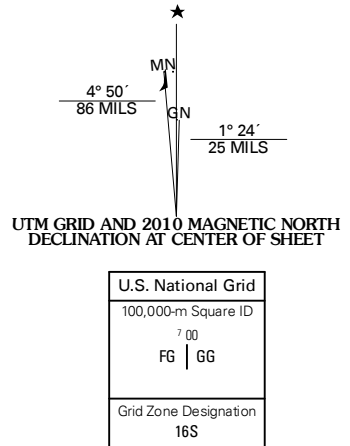 ★
MN
4° 50´
86 MILS
GN
1° 24´
25 MILS
UTM GRID AND 2010 MAGNETIC NORTH
DECLINATION AT CENTER OF SHEET
U.S. National Grid
100,000-m Square ID
7 00
FG | GG
Grid Zone Designation
16S